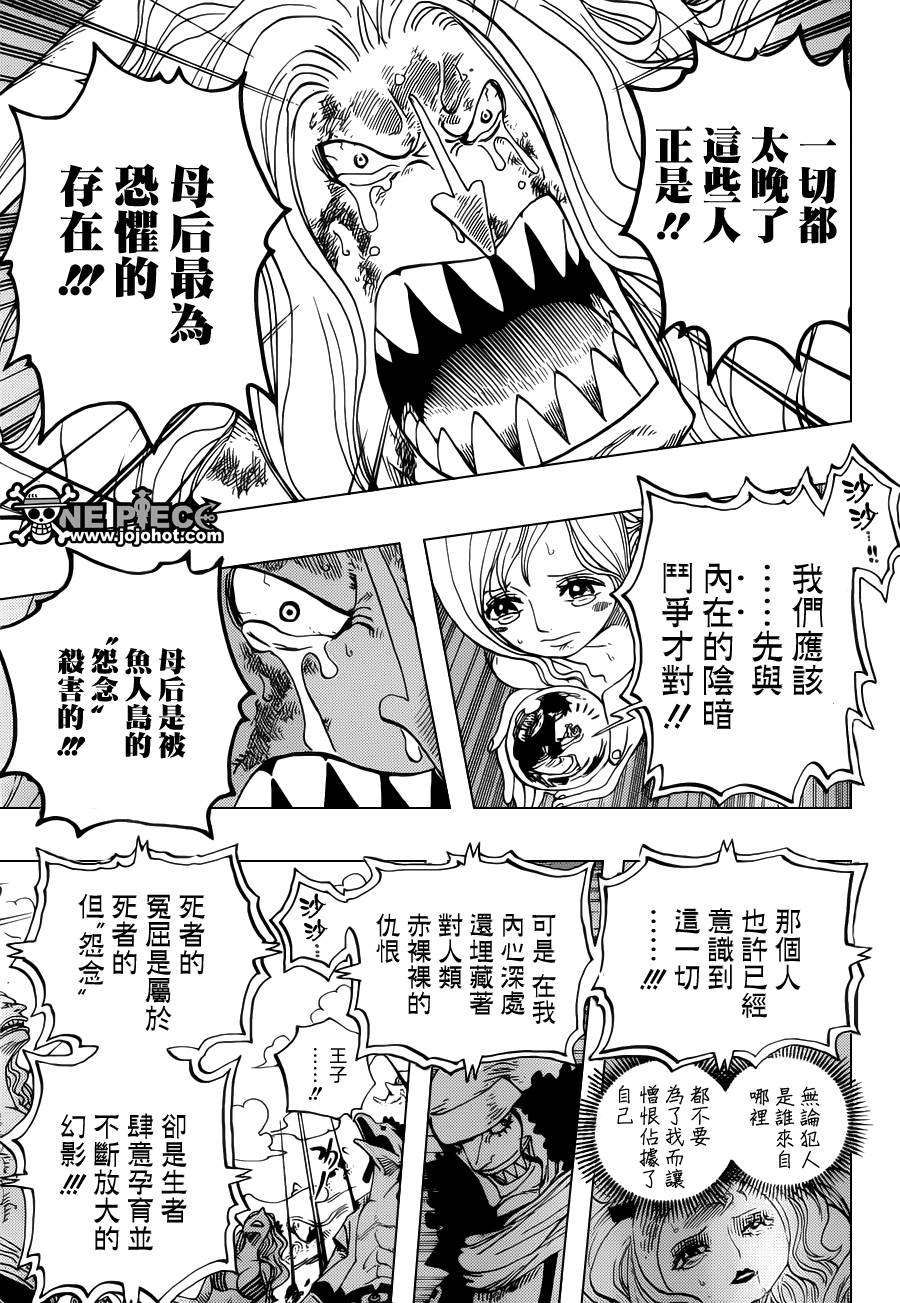 一切都
太晚了
這些人
正是!!
母后最為
恐懼的
存在!!!
沙沙…!!
我們應該
……先與
內在的陰暗
鬥爭才對!!
母后是被
魚人島的
〝怨念〞
殺害的!!!
ONE PIECE
www.jojohot.com
那個人
也許已經
意識到
這一切
……!!!
無論犯人
是誰來自
哪裡
都不要
為了我而讓
憎恨佔據了
自己
可是 在我
內心深處
還埋藏著
對人類
赤裸裸的
仇恨
沙沙…
王子
……!!
死者的
冤屈是屬於
死者的
但〝怨念〞
卻是生者
肆意孕育並
不斷放大的
幻影!!!